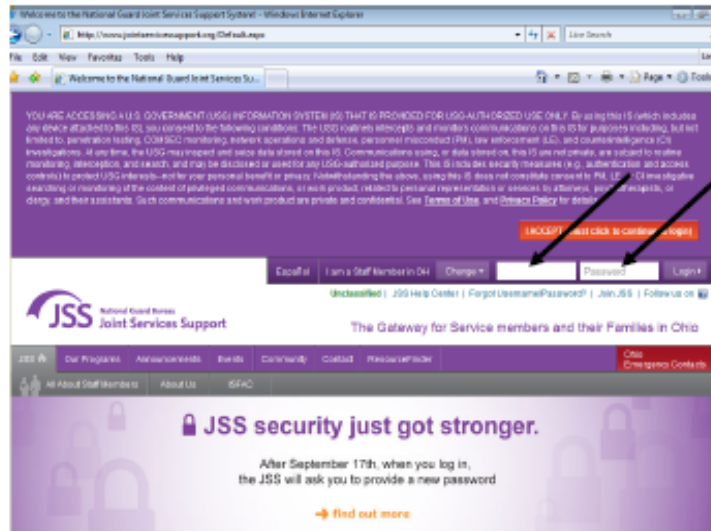 Welcome to the National Guard Joint Services Support System! - Windows Internet Explorer
http://www.jointservicessupport.org/Default.aspx
Live Search
File Edit View Favorites Tools Help
Welcome to the National Guard Joint Services Su...
Page Tools
YOU ARE ACCESSING A U.S. GOVERNMENT (USG) INFORMATION SYSTEM (IS) THAT IS PROVIDED FOR USG-AUTHORIZED USE ONLY. By using this IS (which includes
any device attached to this IS), you consent to the following conditions: The USG routinely intercepts and monitors communications on this IS for purposes including, but not
limited to, penetration testing, COMSEC monitoring, network operations and defense, personnel misconduct (PM), law enforcement (LE), and counterintelligence (CI)
investigations. At any time, the USG may inspect and seize data stored on this IS. Communications using, or data stored on, this IS are not private, are subject to routine
monitoring, interception, and search, and may be disclosed or used for any USG-authorized purpose. This IS includes security measures (e.g., authentication and access
controls) to protect USG interests--not for your personal benefit or privacy. Notwithstanding the above, using this IS does not constitute consent to PM, LE or CI investigative
searching or monitoring of the content of privileged communications, or work product, related to personal representation or services by attorneys, psychotherapists, or
clergy, and their assistants. Such communications and work product are private and confidential. See Terms of Use, and Privacy Policy for details.
I ACCEPT must click to continue to login)
Español I am a Staff Member in OH Change Password Login
Unclassified | JSS Help Center | Forgot Username/Password? | Join JSS | Follow us on
JSS National Guard Bureau
Joint Services Support
The Gateway for Service members and their Families in Ohio
JSS Our Programs Announcements Events Community Contact ResourceFinder
Ohio
Emergency Contacts
All About Staff Members About Us ISFAC
JSS security just got stronger.
After September 17th, when you log in,
the JSS will ask you to provide a new password
find out more